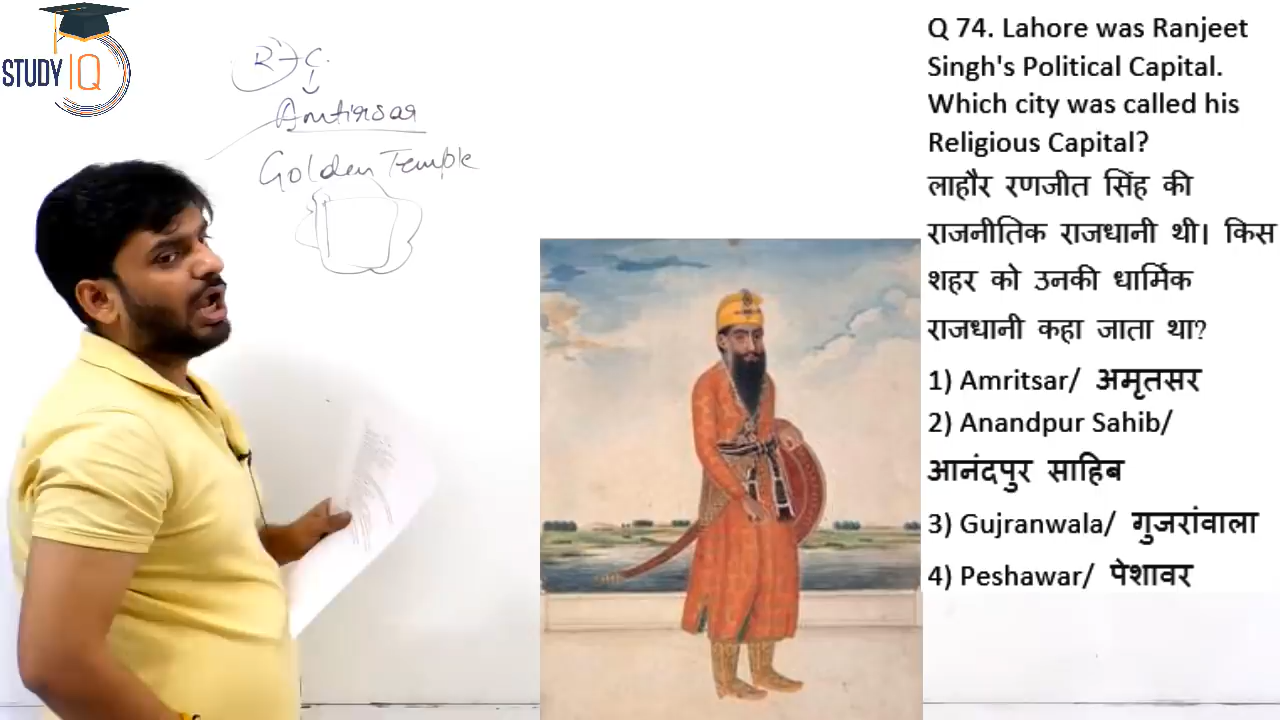 STUDY IQ
R - C.
Amtirsar
Golden Temple
Q 74. Lahore was Ranjeet
Singh's Political Capital.
Which city was called his
Religious Capital?
लाहौर रणजीत सिंह की
राजनीतिक राजधानी थी। किस
शहर को उनकी धार्मिक
राजधानी कहा जाता था?
1) Amritsar/ अमृतसर
2) Anandpur Sahib/
आनंदपुर साहिब
3) Gujranwala/ गुजरांवाला
4) Peshawar/ पेशावर